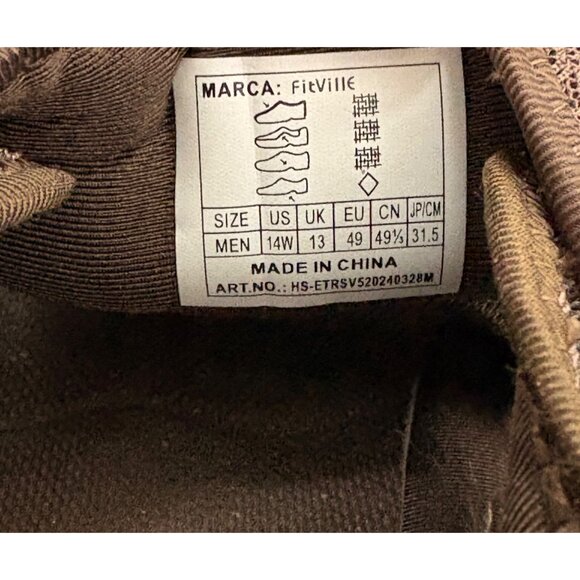 MARCA: FitVille
SIZE US UK EU CN JP/CM
MEN 14W 13 49 49⅓ 31.5
MADE IN CHINA
ART.NO.: HS-ETRSV520240328M